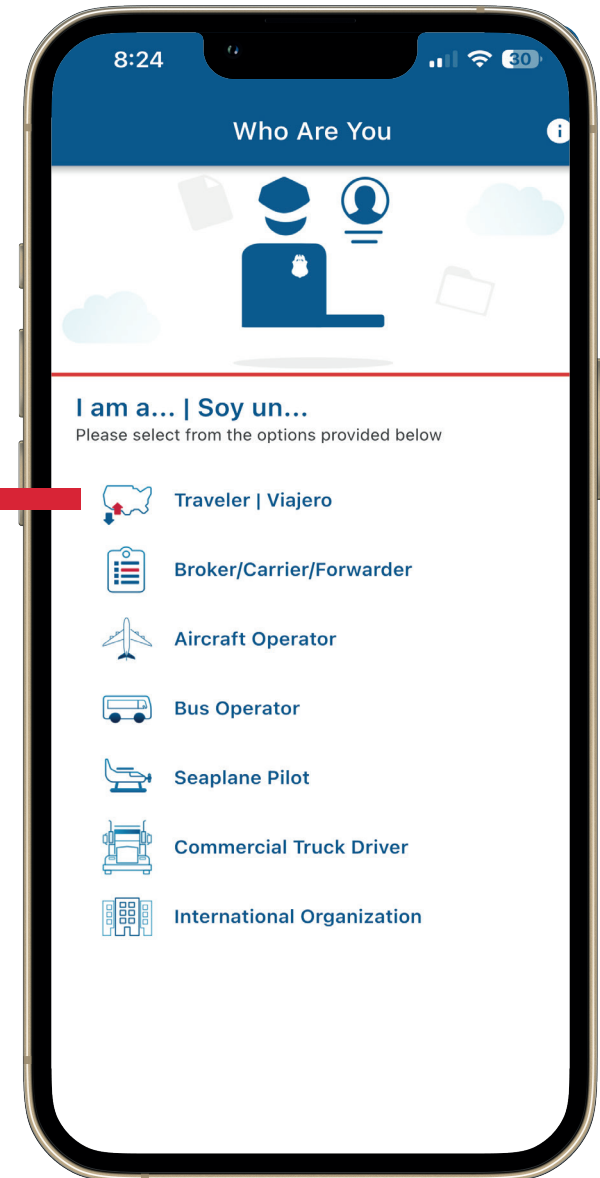 8:24
30
Who Are You
i
I am a... | Soy un...
Please select from the options provided below
Traveler | Viajero
Broker/Carrier/Forwarder
Aircraft Operator
Bus Operator
Seaplane Pilot
Commercial Truck Driver
International Organization